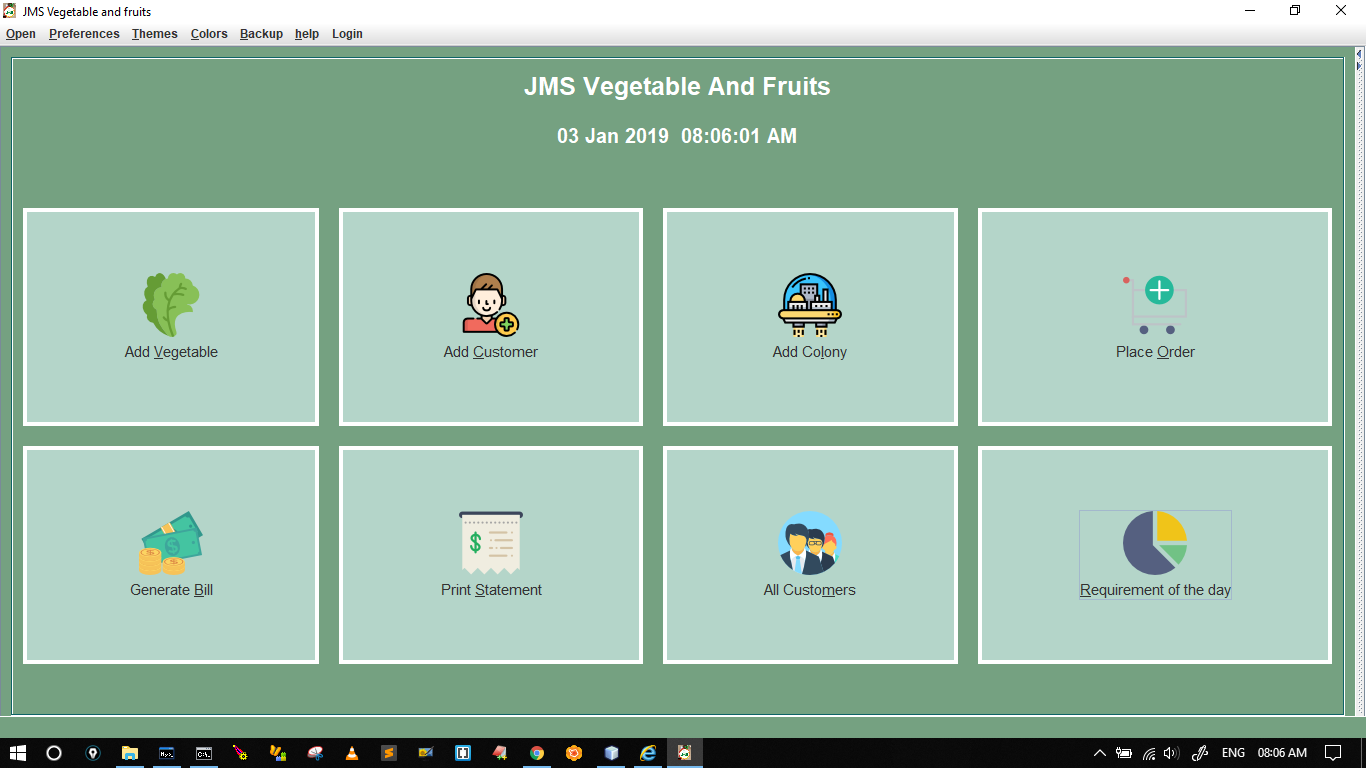 JMS Vegetable and fruits
Open Preferences Themes Colors Backup help Login
JMS Vegetable And Fruits
03 Jan 2019 08:06:01 AM
Add Vegetable
Add Customer
Add Colony
Place Order
Generate Bill
Print Statement
All Customers
Requirement of the day
ENG 08:06 AM